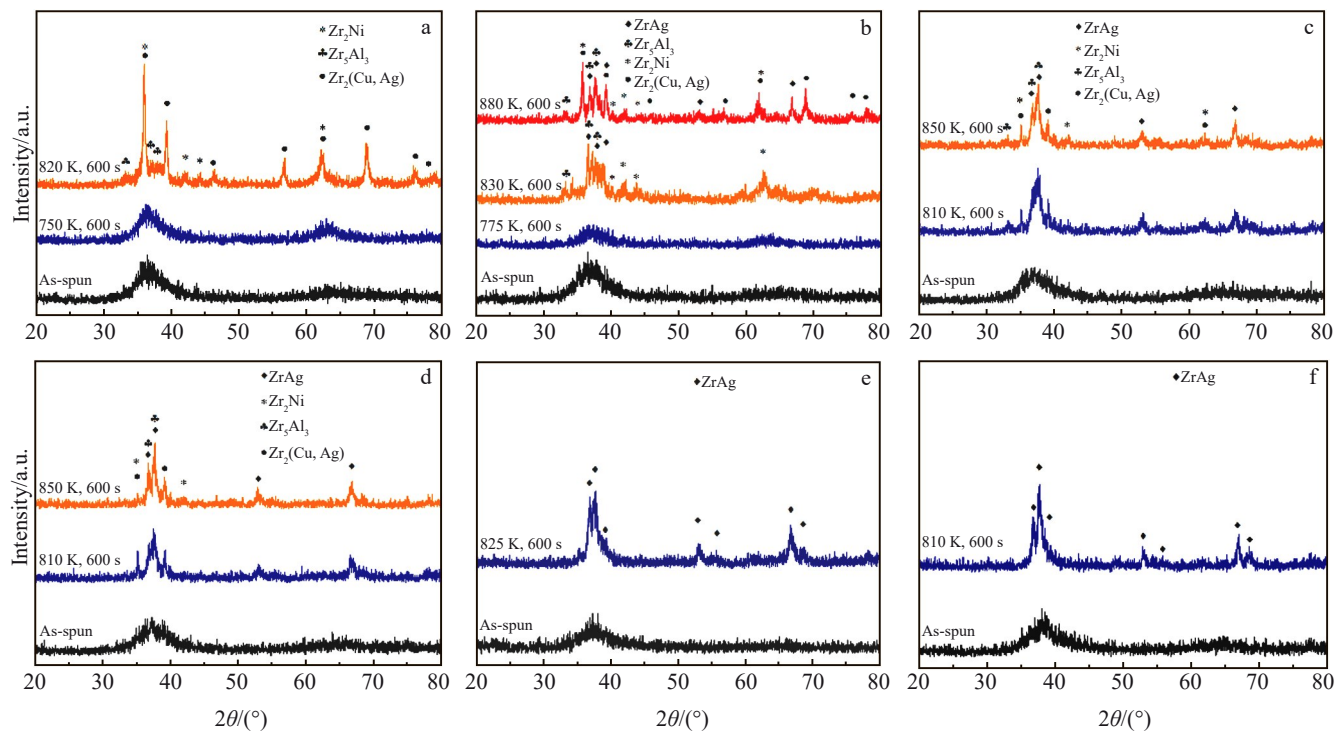 a
* Zr₂Ni
♣ Zr₅Al₃
● Zr₂(Cu, Ag)
820 K, 600 s
750 K, 600 s
As-spun
20 30 40 50 60 70 80
Intensity/a.u.
b
◆ ZrAg
♣ Zr₅Al₃
* Zr₂Ni
● Zr₂(Cu, Ag)
880 K, 600 s
830 K, 600 s
775 K, 600 s
As-spun
20 30 40 50 60 70 80
c
◆ ZrAg
* Zr₂Ni
♣ Zr₅Al₃
● Zr₂(Cu, Ag)
850 K, 600 s
810 K, 600 s
As-spun
20 30 40 50 60 70 80
d
◆ ZrAg
* Zr₂Ni
♣ Zr₅Al₃
● Zr₂(Cu, Ag)
850 K, 600 s
810 K, 600 s
As-spun
20 30 40 50 60 70 80
Intensity/a.u.
2θ/(°)
e
◆ ZrAg
825 K, 600 s
As-spun
20 30 40 50 60 70 80
2θ/(°)
f
◆ ZrAg
810 K, 600 s
As-spun
20 30 40 50 60 70 80
2θ/(°)